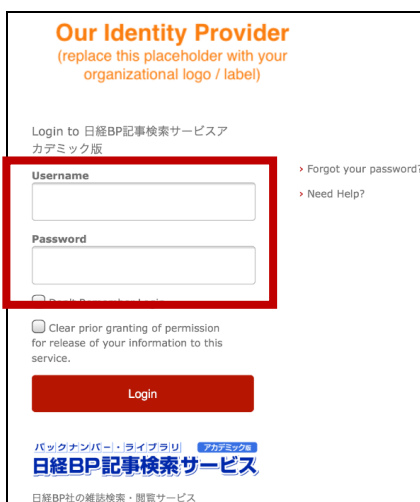 Our Identity Provider
(replace this placeholder with your
organizational logo / label)
Login to 日経BP記事検索サービスア
カデミック版
Username
Password
Don't Remember Login
Clear prior granting of permission
for release of your information to this
service.
Login
› Forgot your password?
› Need Help?
バックナンバー・ライブラリ アカデミック版
日経BP記事検索サービス
日経BP社の雑誌検索・閲覧サービス